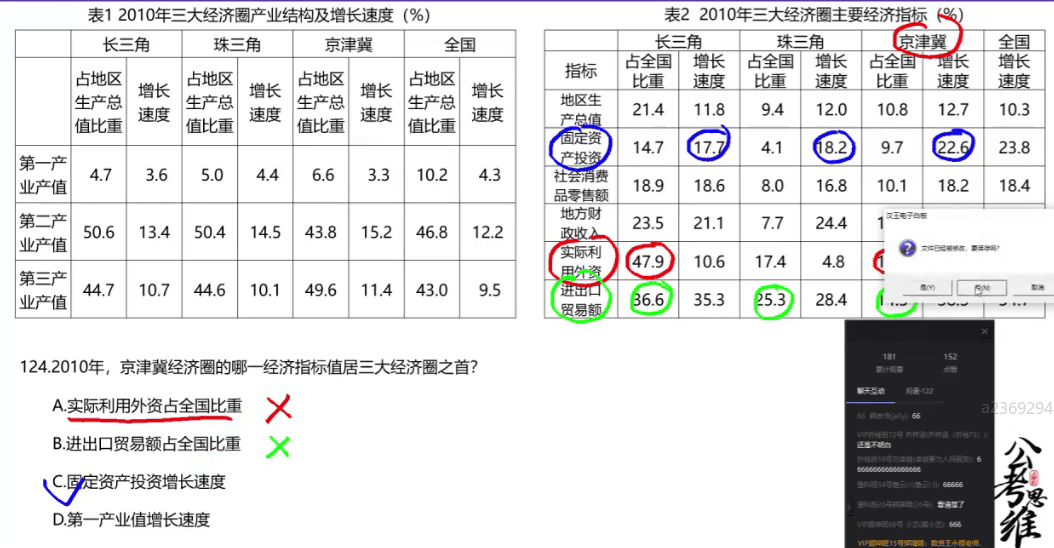 表1 2010年三大经济圈产业结构及增长速度（%）
长三角 珠三角 京津冀 全国
占地区生产总值比重 增长速度 占地区生产总值比重 增长速度 占地区生产总值比重 增长速度 占地区生产总值比重 增长速度
第一产业产值 4.7 3.6 5.0 4.4 6.6 3.3 10.2 4.3
第二产业产值 50.6 13.4 50.4 14.5 43.8 15.2 46.8 12.2
第三产业产值 44.7 10.7 44.6 10.1 49.6 11.4 43.0 9.5
表2 2010年三大经济圈主要经济指标（%）
长三角 珠三角 京津冀 全国
指标 占全国比重 增长速度 占全国比重 增长速度 占全国比重 增长速度 增长速度
地区生产总值 21.4 11.8 9.4 12.0 10.8 12.7 10.3
固定资产投资 14.7 17.7 4.1 18.2 9.7 22.6 23.8
社会消费品零售额 18.9 18.6 8.0 16.8 10.1 18.2 18.4
地方财政收入 23.5 21.1 7.7 24.4
实际利用外资 47.9 10.6 17.4 4.8
进出口贸易额 36.6 35.3 25.3 28.4
汉王电子白板
文件已经被修改，要保存吗?
是(Y) 否(N) 取消
124.2010年，京津冀经济圈的哪一经济指标值居三大经济圈之首?
A.实际利用外资占全国比重
B.进出口贸易额占全国比重
C.固定资产投资增长速度
D.第一产业值增长速度
181 152
累计观看 点赞
聊天互动 观看·122
a2369294
还是不明白
66666
666
公考思维